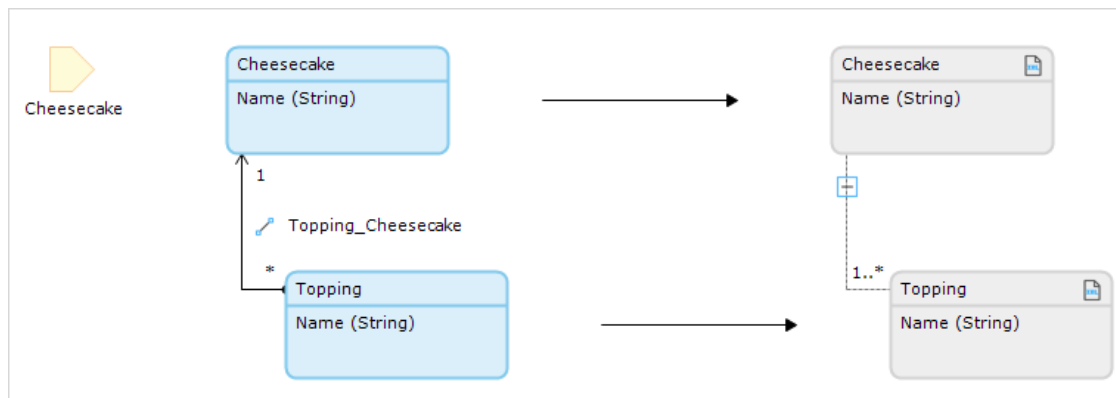 Cheesecake
Cheesecake
Name (String)
1
Topping_Cheesecake
*
Topping
Name (String)
Cheesecake
Name (String)
1..*
Topping
Name (String)